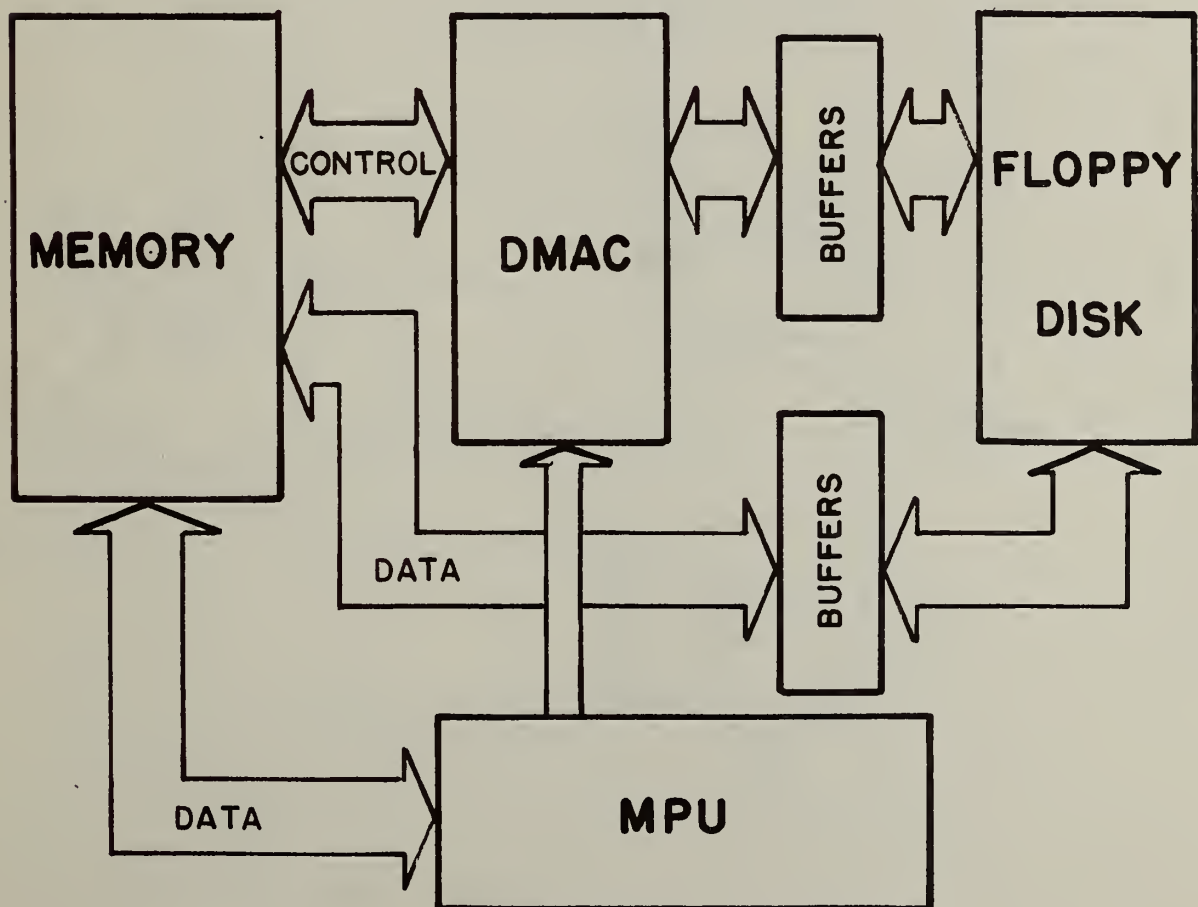 MEMORY
CONTROL
DMAC
BUFFERS
FLOPPY
DISK
DATA
BUFFERS
DATA
MPU